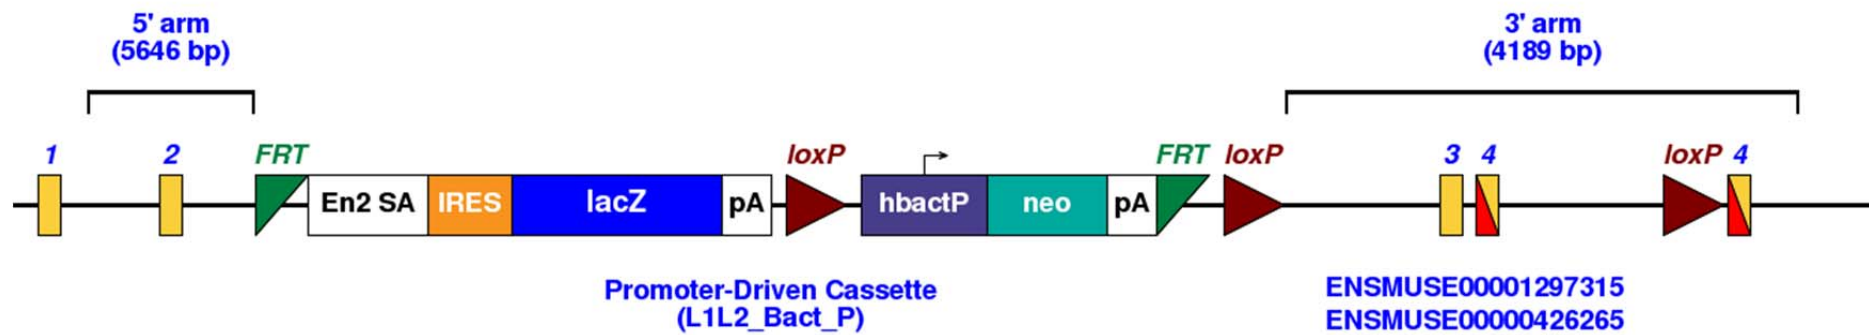 5' arm
(5646 bp)
3' arm
(4189 bp)
1 2 FRT loxP FRT loxP 3 4 loxP 4
En2 SA IRES lacZ pA hbactP neo pA
Promoter-Driven Cassette
(L1L2_Bact_P)
ENSMUSE00001297315
ENSMUSE00000426265